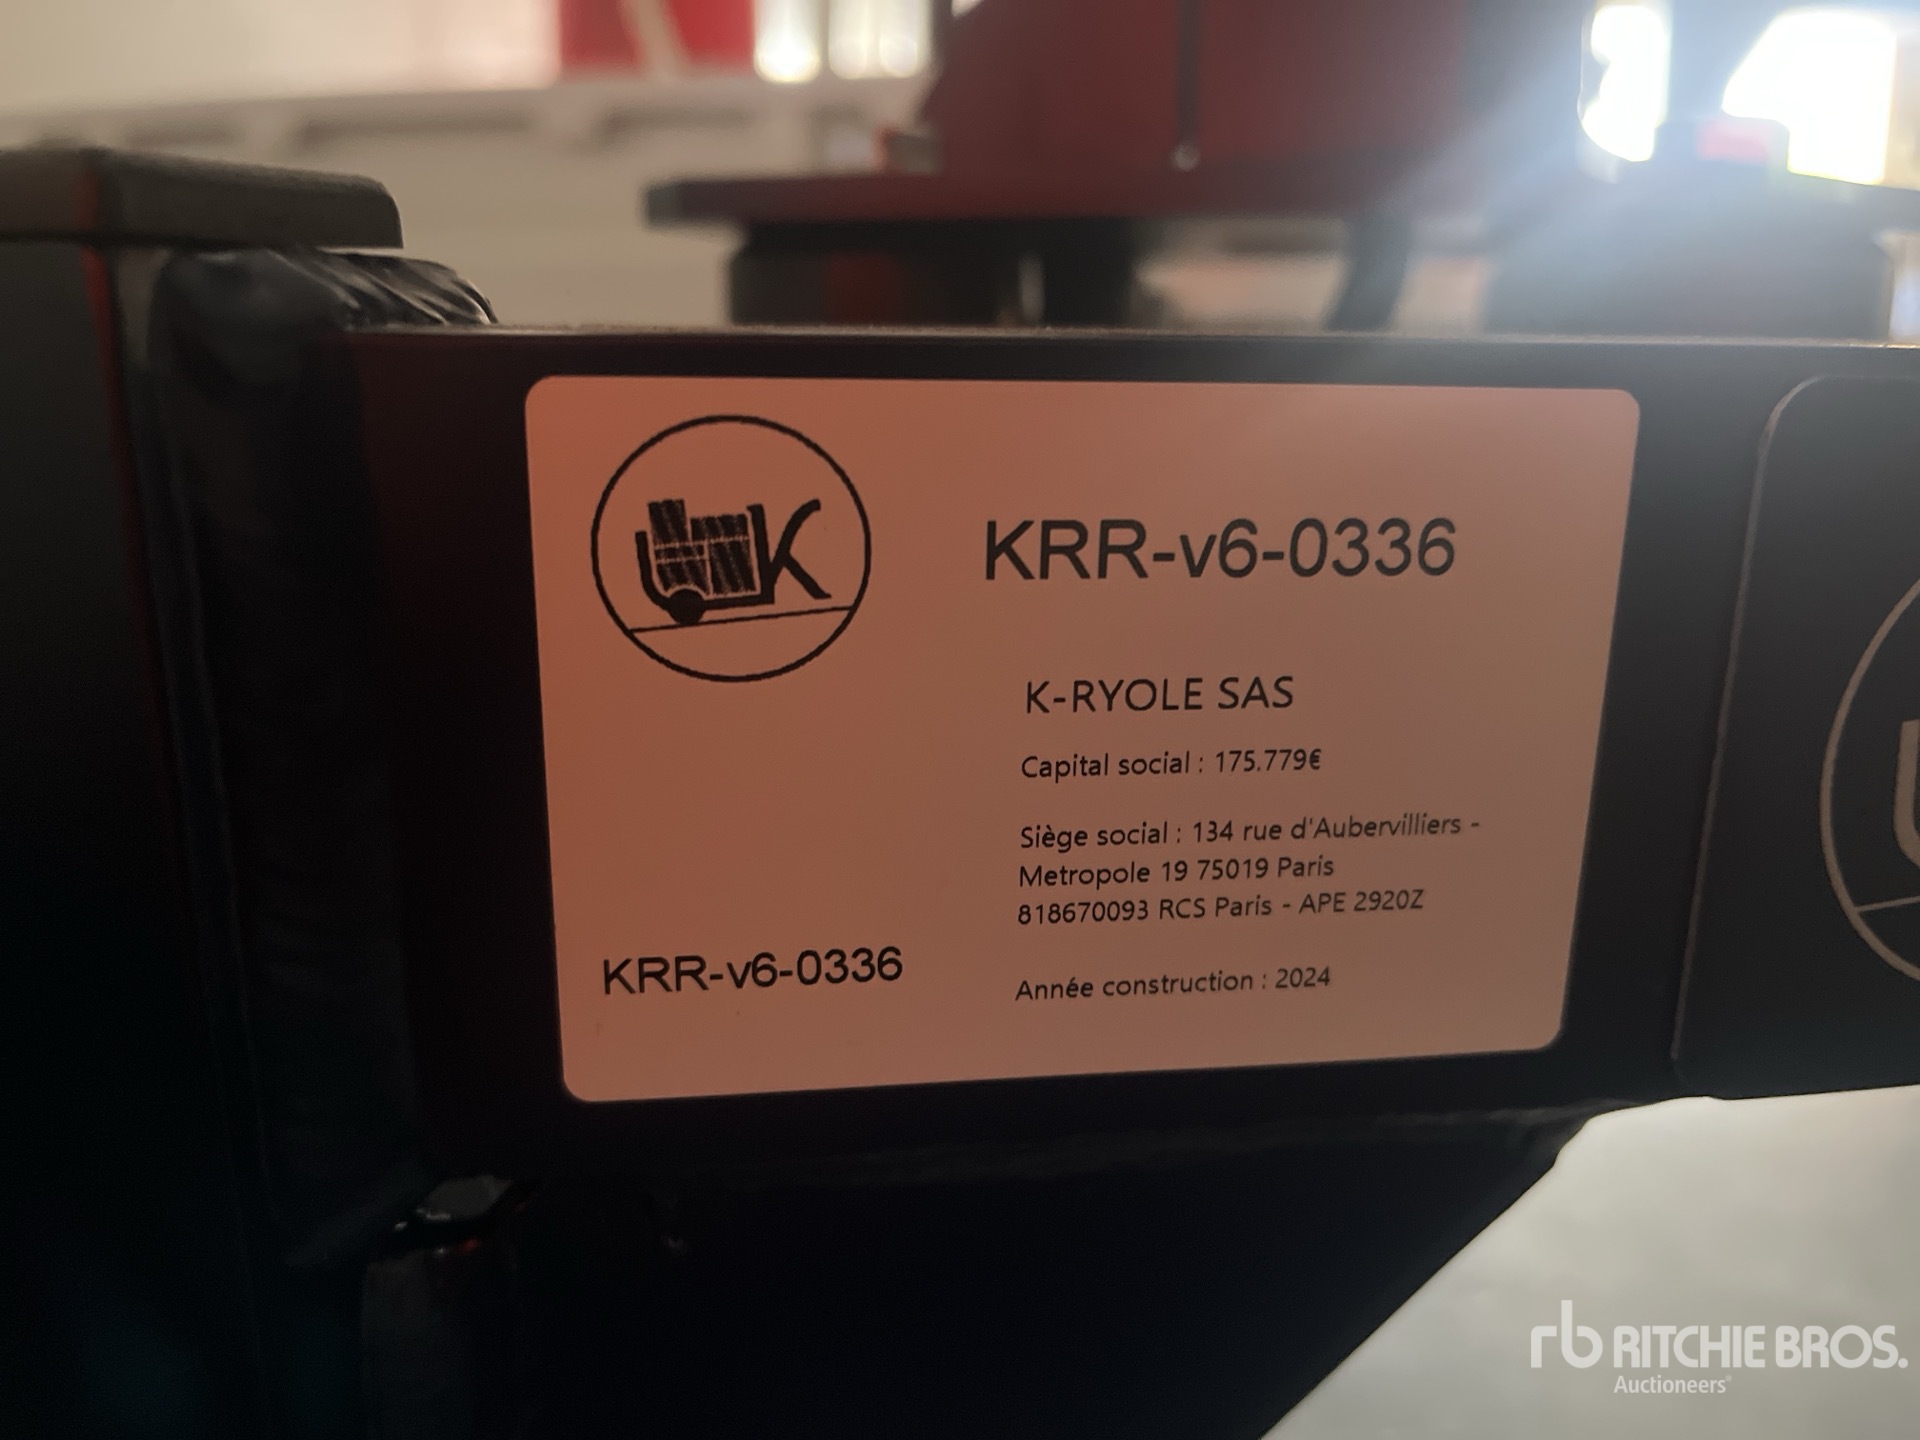 K
KRR-v6-0336
K-RYOLE SAS
Capital social : 175.779€
Siège social : 134 rue d'Aubervilliers -
Metropole 19 75019 Paris
818670093 RCS Paris - APE 2920Z
KRR-v6-0336
Année construction : 2024
rb RITCHIE BROS.
Auctioneers